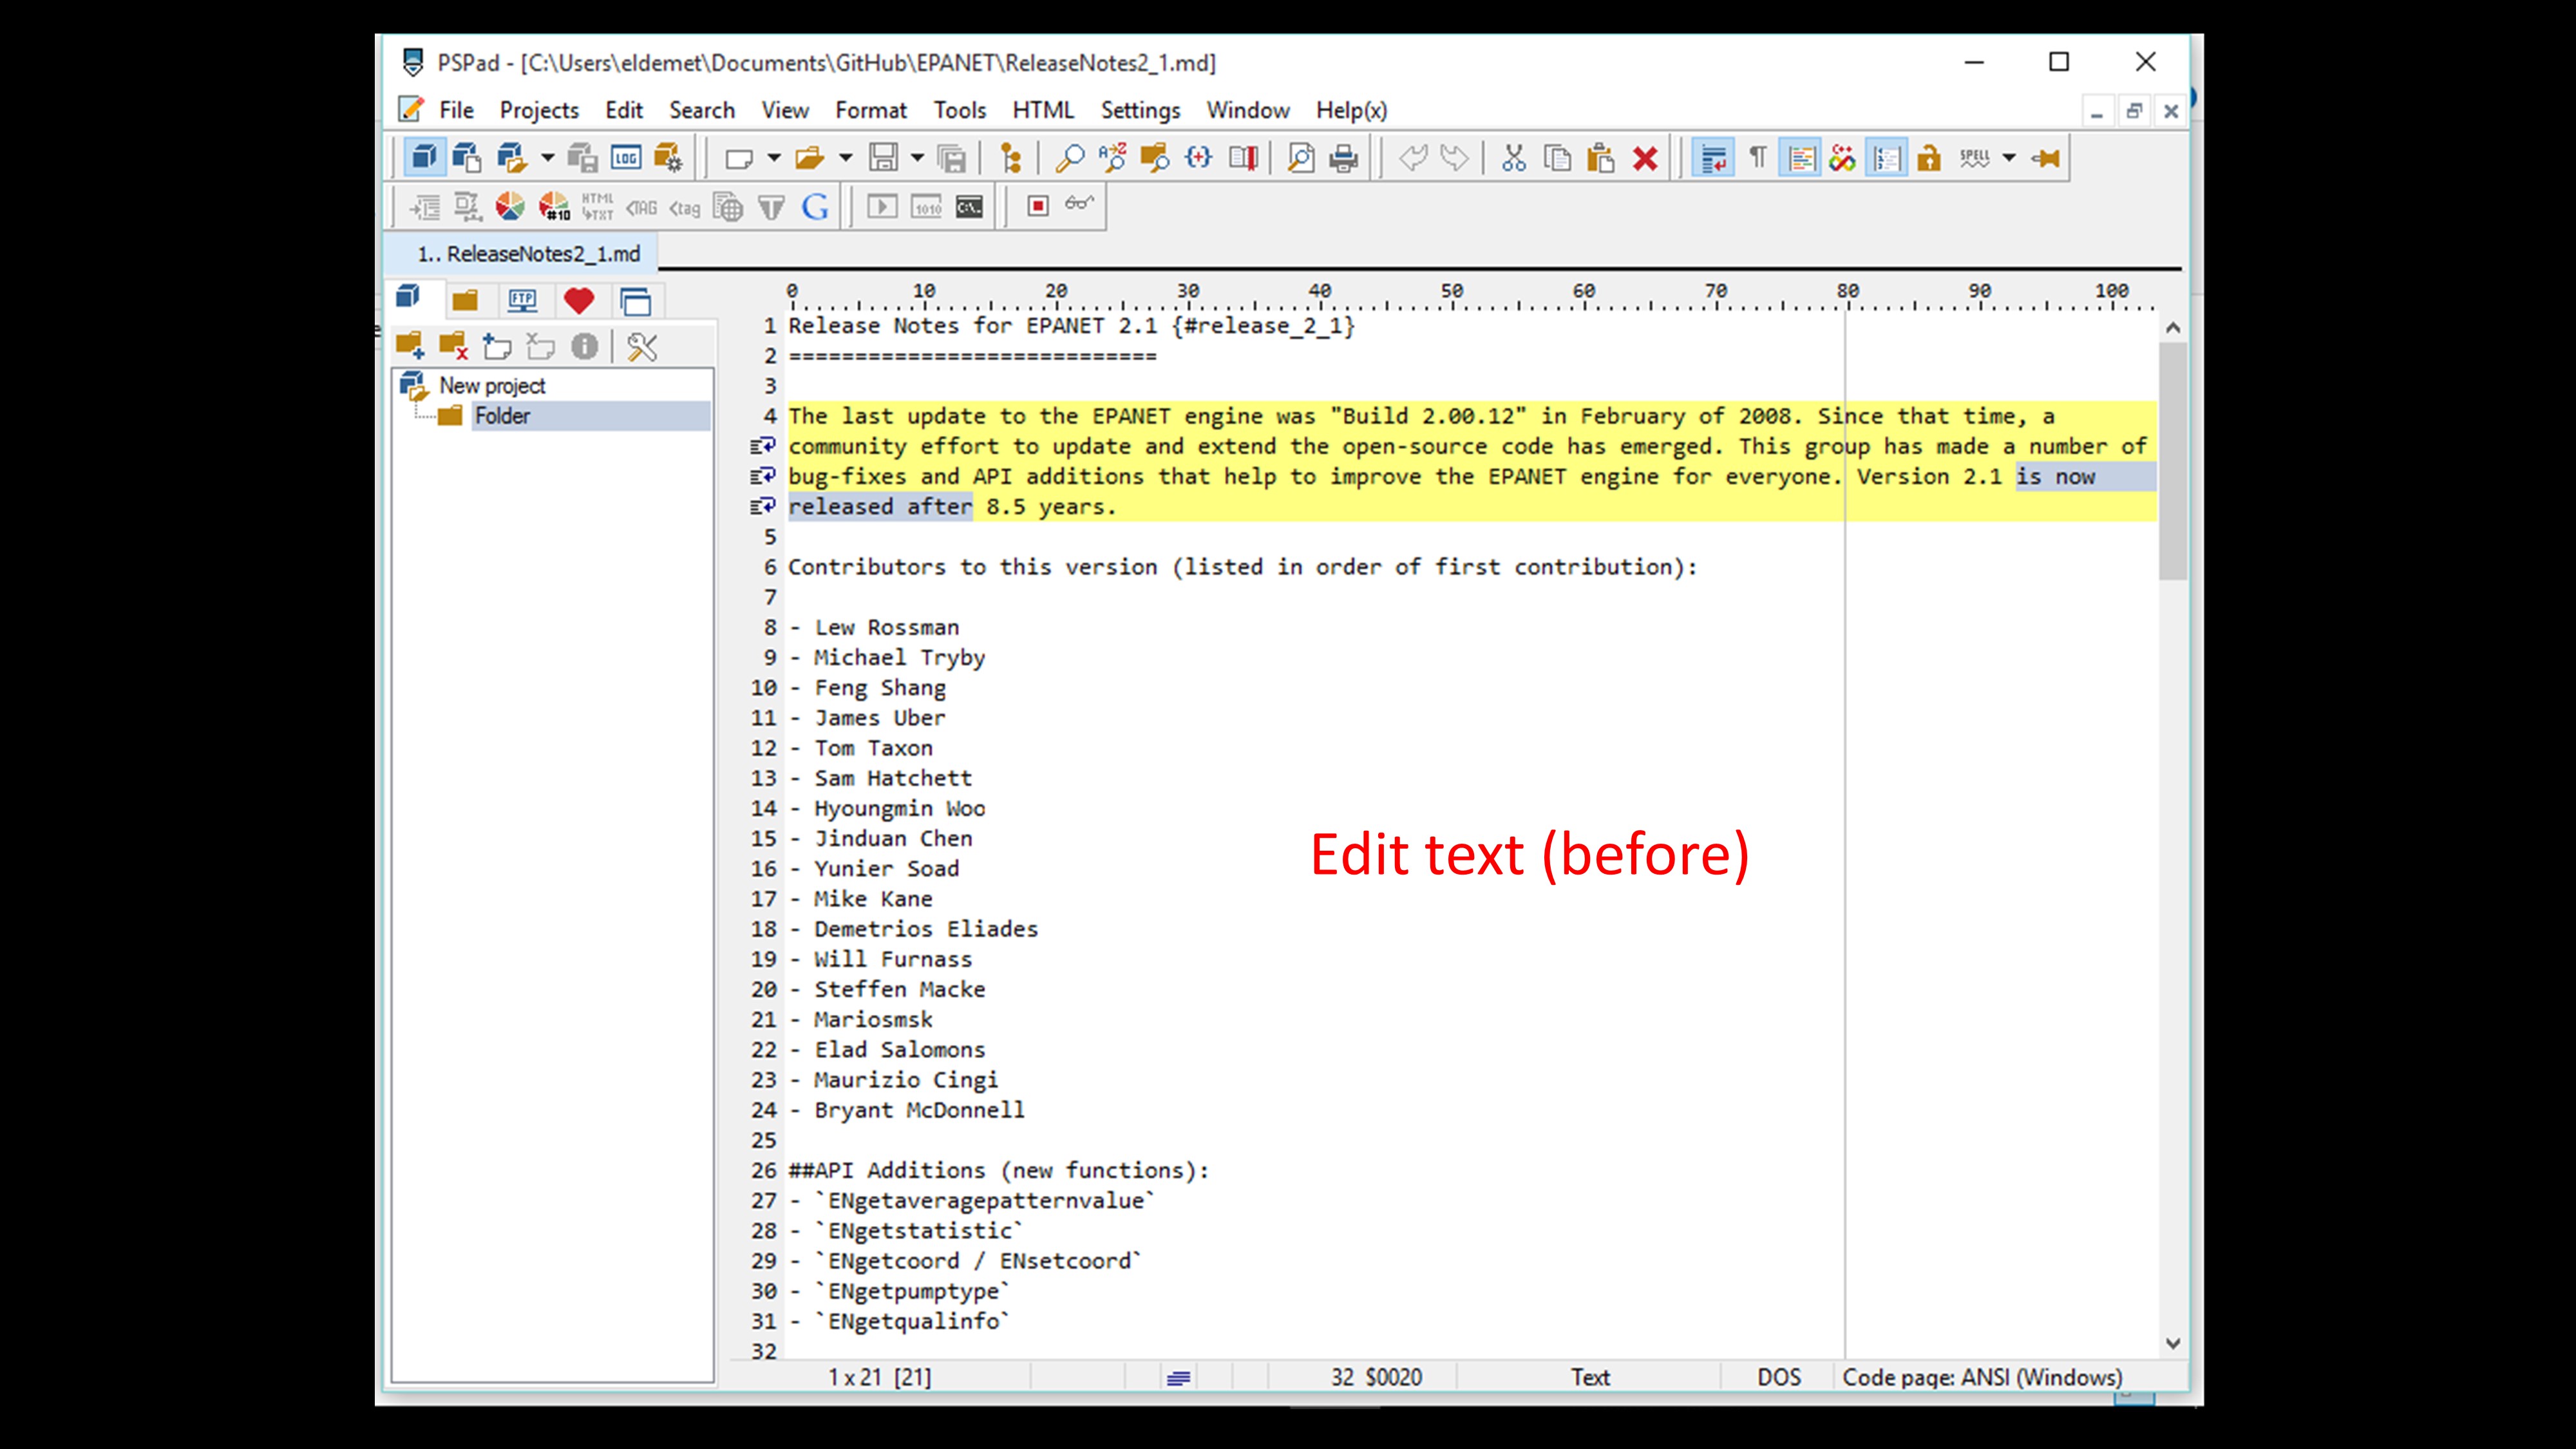 PSPad - [C:\Users\eldemet\Documents\GitHub\EPANET\ReleaseNotes2_1.md]
File Projects Edit Search View Format Tools HTML Settings Window Help(x)
LOG
A→Z
C++
SPELL
#10
HTML
↳TXT
<TAG
<tag
G
1010
C:\.
1.. ReleaseNotes2_1.md
FTP
New project
Folder
0 10 20 30 40 50 60 70 80 90 100
1 Release Notes for EPANET 2.1 {#release_2_1}
2 ============================
3
4 The last update to the EPANET engine was "Build 2.00.12" in February of 2008. Since that time, a
community effort to update and extend the open-source code has emerged. This group has made a number of
bug-fixes and API additions that help to improve the EPANET engine for everyone. Version 2.1 is now
released after 8.5 years.
5
6 Contributors to this version (listed in order of first contribution):
7
8 - Lew Rossman
9 - Michael Tryby
10 - Feng Shang
11 - James Uber
12 - Tom Taxon
13 - Sam Hatchett
14 - Hyoungmin Woo
15 - Jinduan Chen
16 - Yunier Soad
17 - Mike Kane
18 - Demetrios Eliades
19 - Will Furnass
20 - Steffen Macke
21 - Mariosmsk
22 - Elad Salomons
23 - Maurizio Cingi
24 - Bryant McDonnell
25
26 ##API Additions (new functions):
27 - `ENgetaveragepatternvalue`
28 - `ENgetstatistic`
29 - `ENgetcoord / ENsetcoord`
30 - `ENgetpumptype`
31 - `ENgetqualinfo`
32
Edit text (before)
1 x 21 [21] 32 $0020 Text DOS Code page: ANSI (Windows)